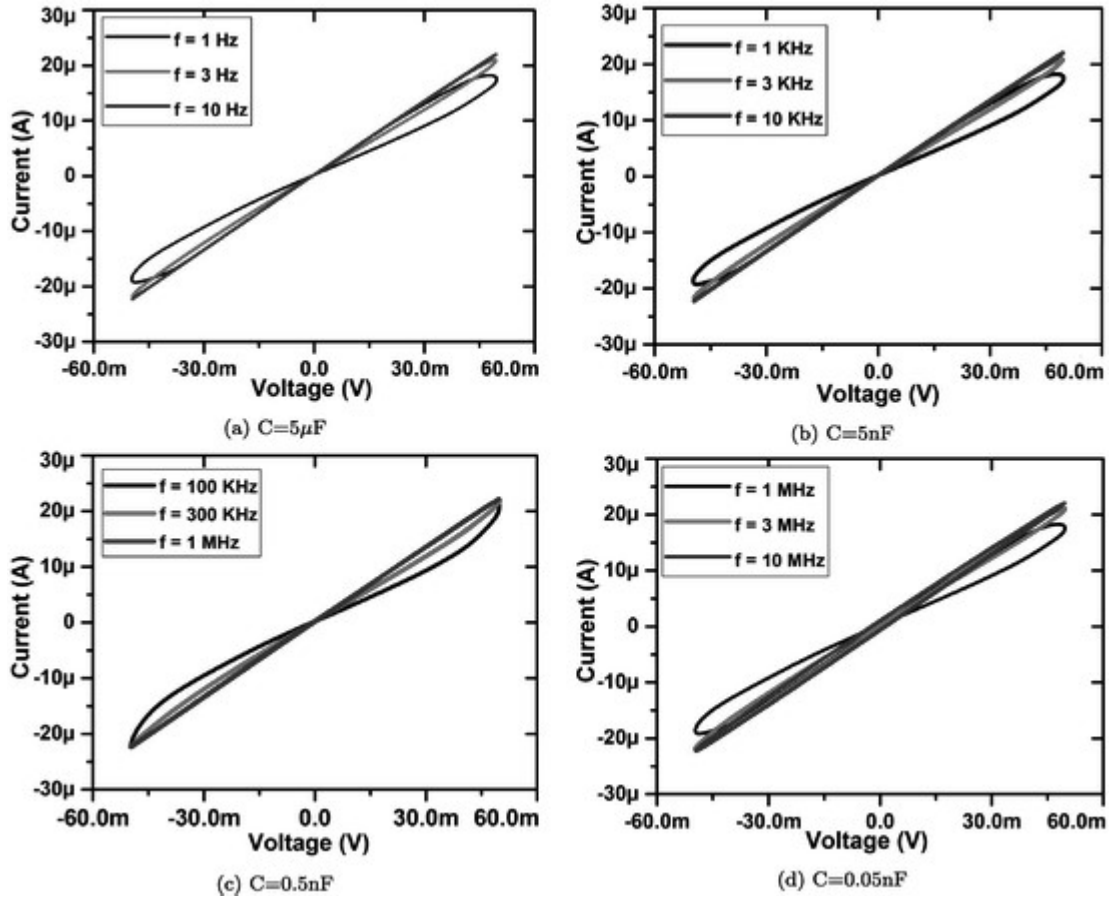 30µ
20µ
10µ
0
-10µ
-20µ
-30µ
Current (A)
f = 1 Hz
f = 3 Hz
f = 10 Hz
-60.0m -30.0m 0.0 30.0m 60.0m
Voltage (V)
(a) C=5µF
30µ
20µ
10µ
0
-10µ
-20µ
-30µ
Current (A)
f = 1 KHz
f = 3 KHz
f = 10 KHz
-60.0m -30.0m 0.0 30.0m 60.0m
Voltage (V)
(b) C=5nF
30µ
20µ
10µ
0
-10µ
-20µ
-30µ
Current (A)
f = 100 KHz
f = 300 KHz
f = 1 MHz
-60.0m -30.0m 0.0 30.0m 60.0m
Voltage (V)
(c) C=0.5nF
30µ
20µ
10µ
0
-10µ
-20µ
-30µ
Current (A)
f = 1 MHz
f = 3 MHz
f = 10 MHz
-60.0m -30.0m 0.0 30.0m 60.0m
Voltage (V)
(d) C=0.05nF